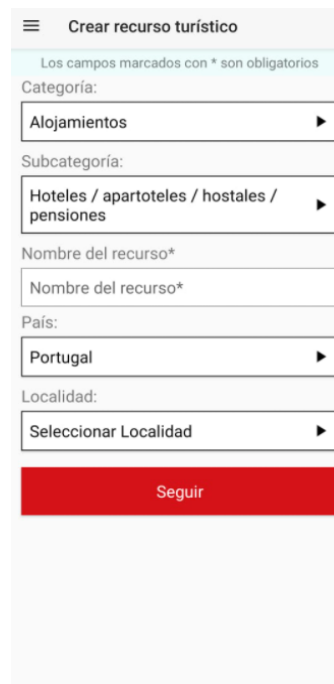 Crear recurso turístico
Los campos marcados con * son obligatorios
Categoría:
Alojamientos
Subcategoría:
Hoteles / apartoteles / hostales /
pensiones
Nombre del recurso*
Nombre del recurso*
País:
Portugal
Localidad:
Seleccionar Localidad
Seguir